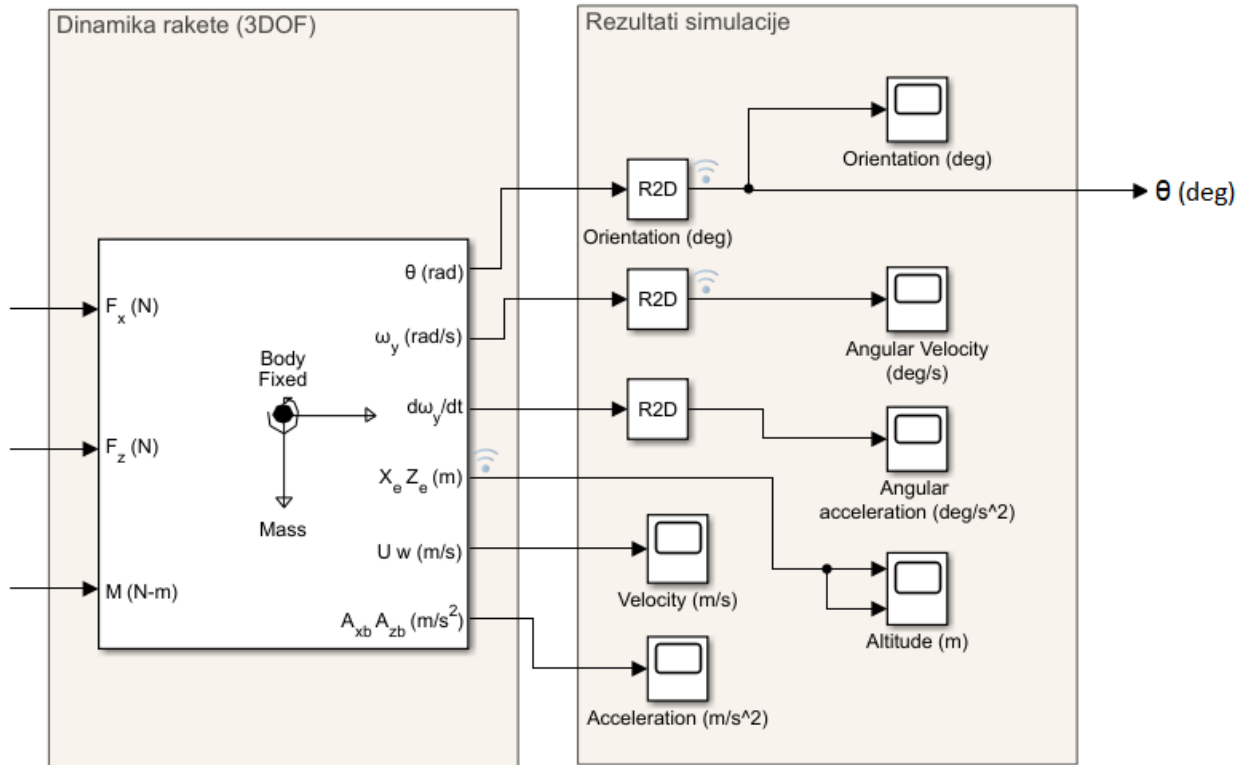 Dinamika rakete (3DOF)
F_x (N)
F_z (N)
M (N-m)
Body
Fixed
Mass
θ (rad)
ω_y (rad/s)
dω_y/dt
X_e Z_e (m)
U w (m/s)
A_xb A_zb (m/s²)
Rezultati simulacije
Orientation (deg)
R2D
Orientation (deg)
θ (deg)
R2D
Angular Velocity
(deg/s)
R2D
Angular
acceleration (deg/s^2)
Velocity (m/s)
Altitude (m)
Acceleration (m/s^2)